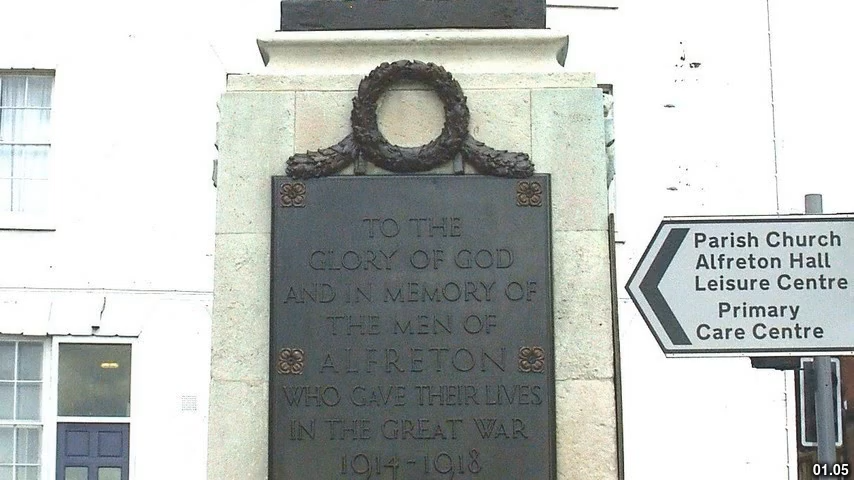 TO THE
GLORY OF GOD
AND IN MEMORY OF
THE MEN OF
ALFRETON
WHO GAVE THEIR LIVES
IN THE GREAT WAR
1914-1918
Parish Church
Alfreton Hall
Leisure Centre
Primary
Care Centre
01.05